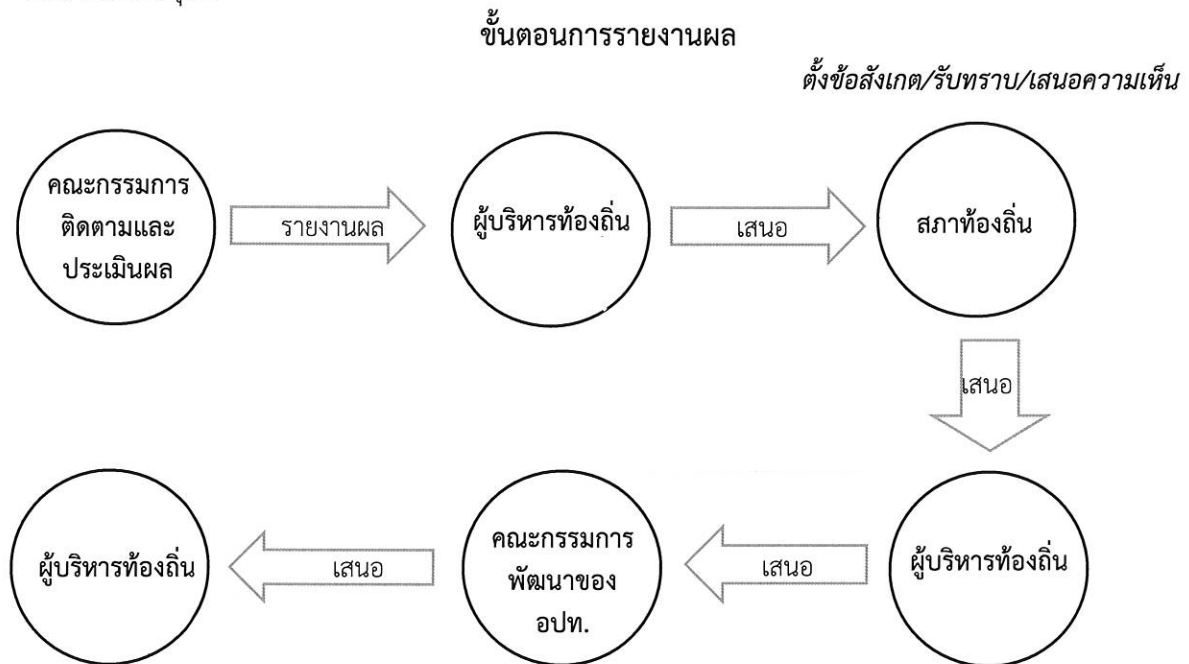 ขั้นตอนการรายงานผล
ตั้งข้อสังเกต/รับทราบ/เสนอความเห็น
คณะกรรมการ
ติดตามและ
ประเมินผล
รายงานผล
ผู้บริหารท้องถิ่น
เสนอ
สภาท้องถิ่น
เสนอ
ผู้บริหารท้องถิ่น
เสนอ
คณะกรรมการ
พัฒนาของ
อปท.
เสนอ
ผู้บริหารท้องถิ่น